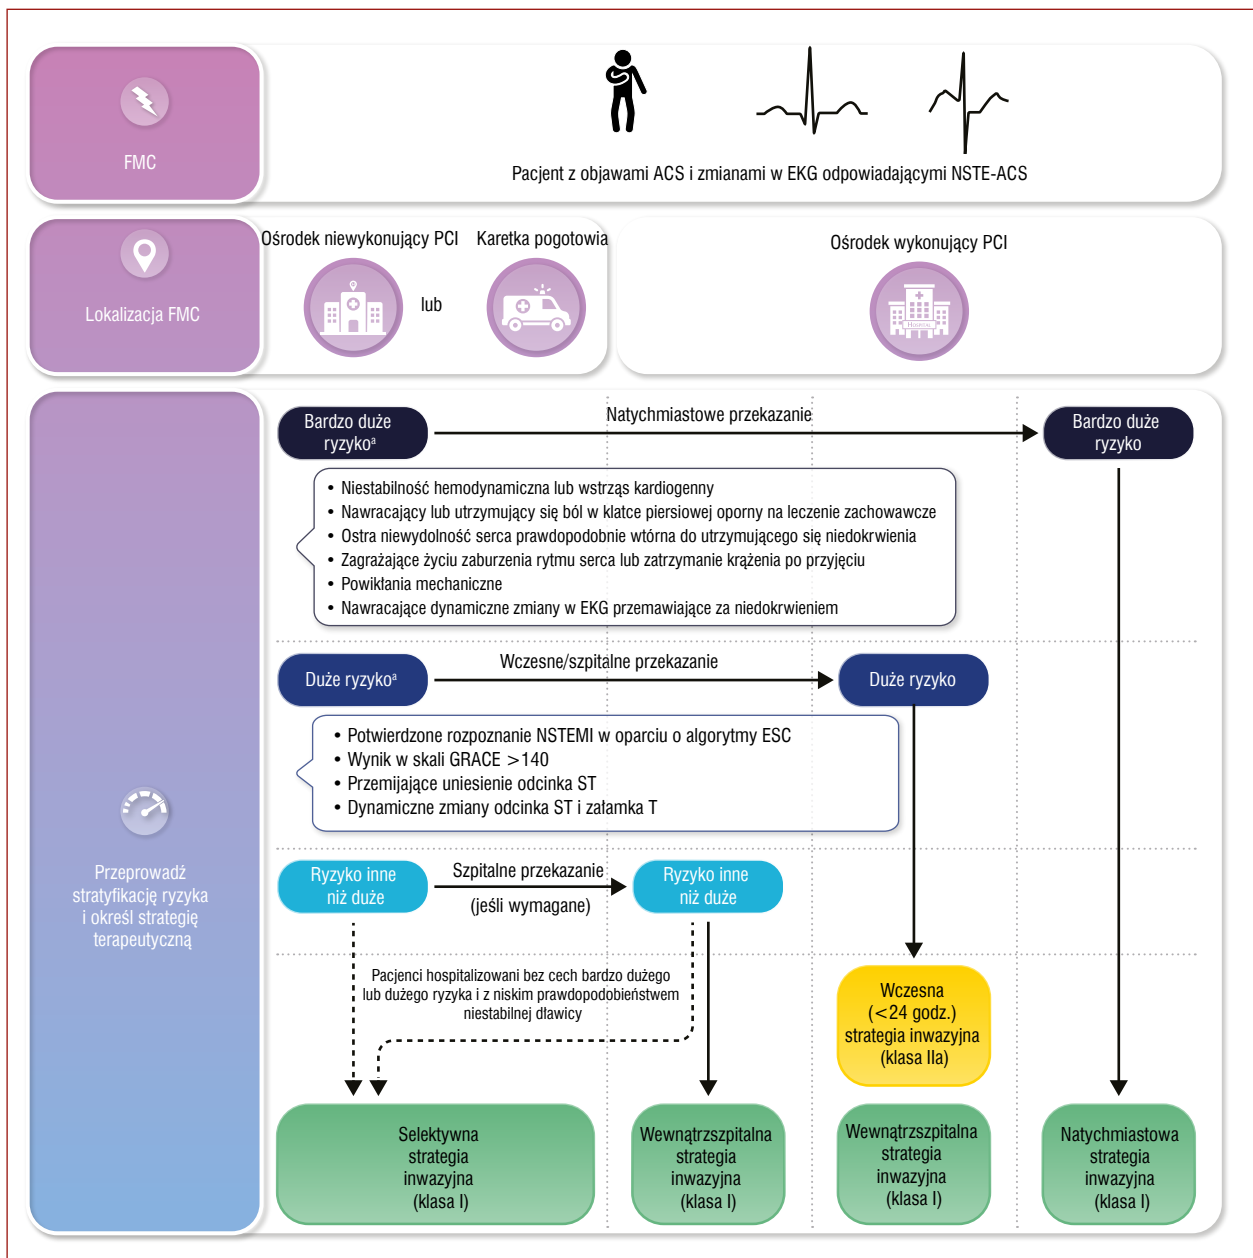 FMC
Pacjent z objawami ACS i zmianami w EKG odpowiadającymi NSTE-ACS
Lokalizacja FMC
Ośrodek niewykonujący PCI
lub
Karetka pogotowia
Ośrodek wykonujący PCI
HOSPITAL
Przeprowadź
stratyfikację ryzyka
i określ strategię
terapeutyczną
Bardzo duże
ryzykoᵃ
Natychmiastowe przekazanie
Bardzo duże
ryzyko
• Niestabilność hemodynamiczna lub wstrząs kardiogenny
• Nawracający lub utrzymujący się ból w klatce piersiowej oporny na leczenie zachowawcze
• Ostra niewydolność serca prawdopodobnie wtórna do utrzymującego się niedokrwienia
• Zagrażające życiu zaburzenia rytmu serca lub zatrzymanie krążenia po przyjęciu
• Powikłania mechaniczne
• Nawracające dynamiczne zmiany w EKG przemawiające za niedokrwieniem
Duże ryzykoᵃ
Wczesne/szpitalne przekazanie
Duże ryzyko
• Potwierdzone rozpoznanie NSTEMI w oparciu o algorytmy ESC
• Wynik w skali GRACE >140
• Przemijające uniesienie odcinka ST
• Dynamiczne zmiany odcinka ST i załamka T
Ryzyko inne
niż duże
Szpitalne przekazanie
(jeśli wymagane)
Ryzyko inne
niż duże
Pacjenci hospitalizowani bez cech bardzo dużego
lub dużego ryzyka i z niskim prawdopodobieństwem
niestabilnej dławicy
Wczesna
(<24 godz.)
strategia inwazyjna
(klasa IIa)
Selektywna
strategia
inwazyjna
(klasa I)
Wewnątrzszpitalna
strategia
inwazyjna
(klasa I)
Wewnątrzszpitalna
strategia
inwazyjna
(klasa I)
Natychmiastowa
strategia
inwazyjna
(klasa I)